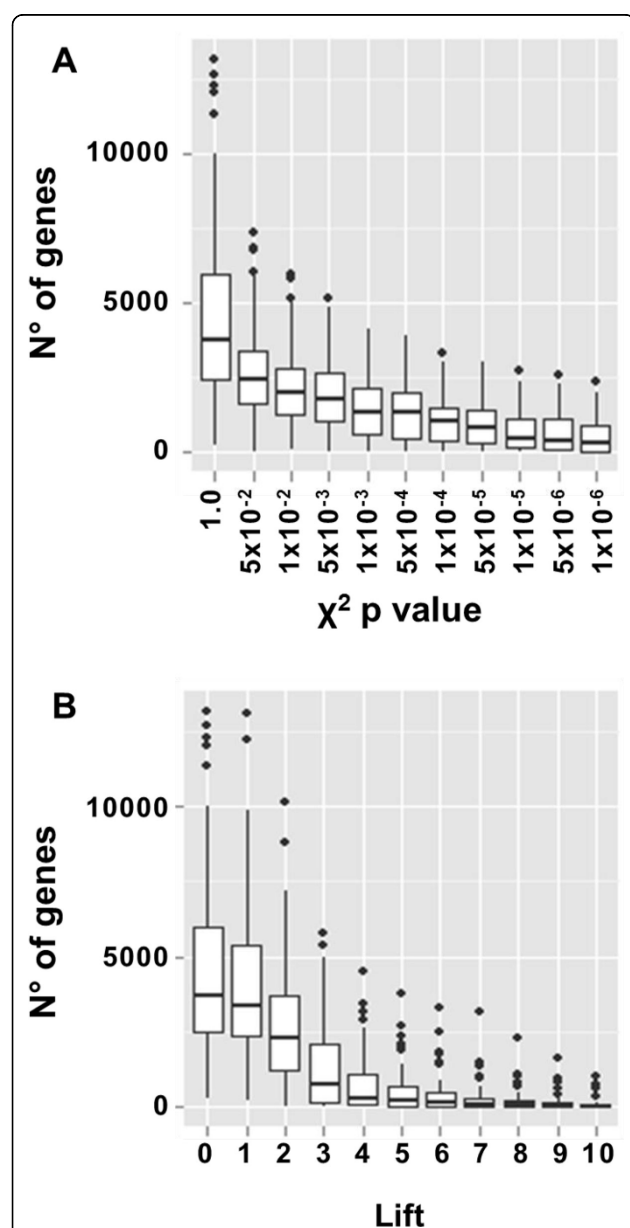 A
N° of genes
10000
5000
0
1.0
5x10⁻²
1x10⁻²
5x10⁻³
1x10⁻³
5x10⁻⁴
1x10⁻⁴
5x10⁻⁵
1x10⁻⁵
5x10⁻⁶
1x10⁻⁶
χ² p value
B
N° of genes
10000
5000
0
0 1 2 3 4 5 6 7 8 9 10
Lift